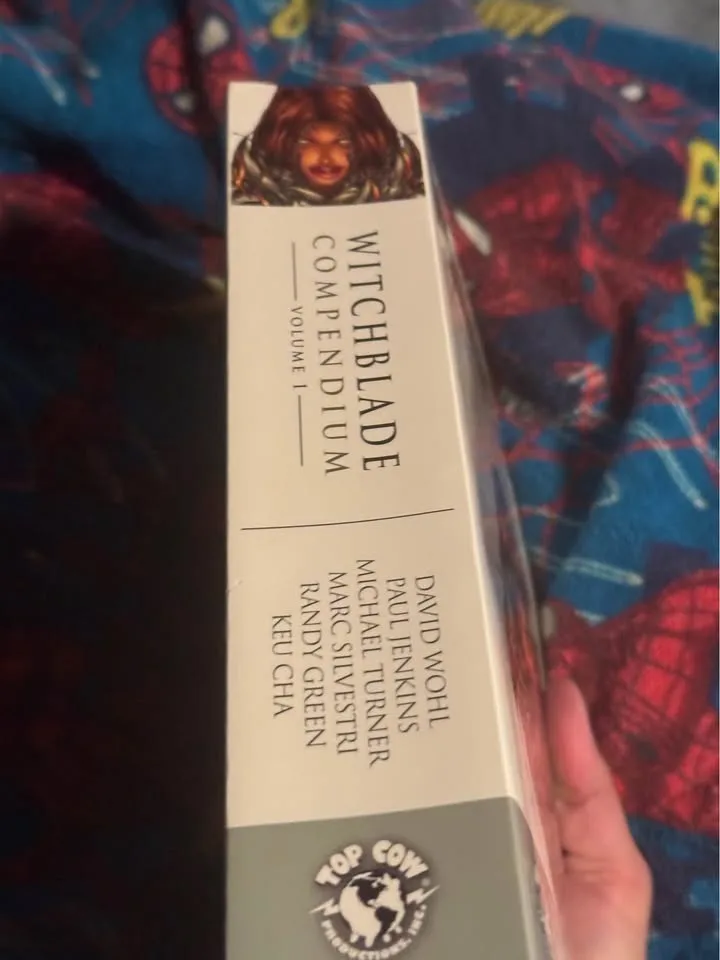 WITCHBLADE
COMPENDIUM
VOLUME 1
DAVID WOHL
PAUL JENKINS
MICHAEL TURNER
MARC SILVESTRI
RANDY GREEN
KEU CHA
TOP COW
PRODUCTIONS, INC.